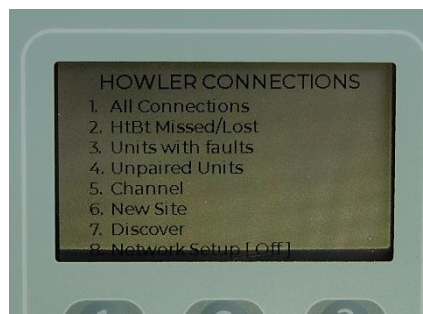 HOWLER CONNECTIONS
1. All Connections
2. HtBt Missed/Lost
3. Units with faults
4. Unpaired Units
5. Channel
6. New Site
7. Discover
8. Network Setup [ Off ]